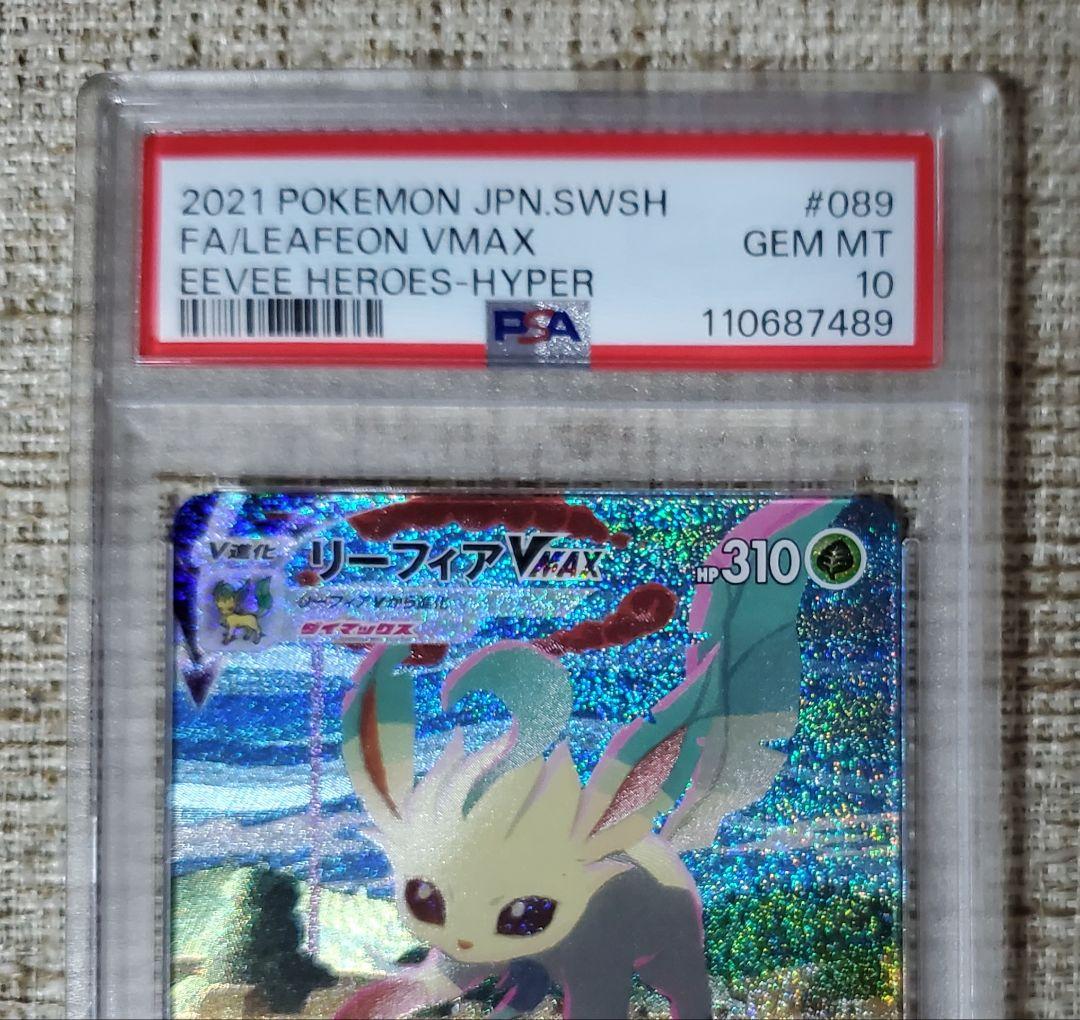 2021 POKEMON JPN.SWSH #089
FA/LEAFEON VMAX GEM MT
EEVEE HEROES-HYPER 10
PSA 110687489
V進化 リーフィアVMAX HP310
リーフィアVから進化
ダイマックス